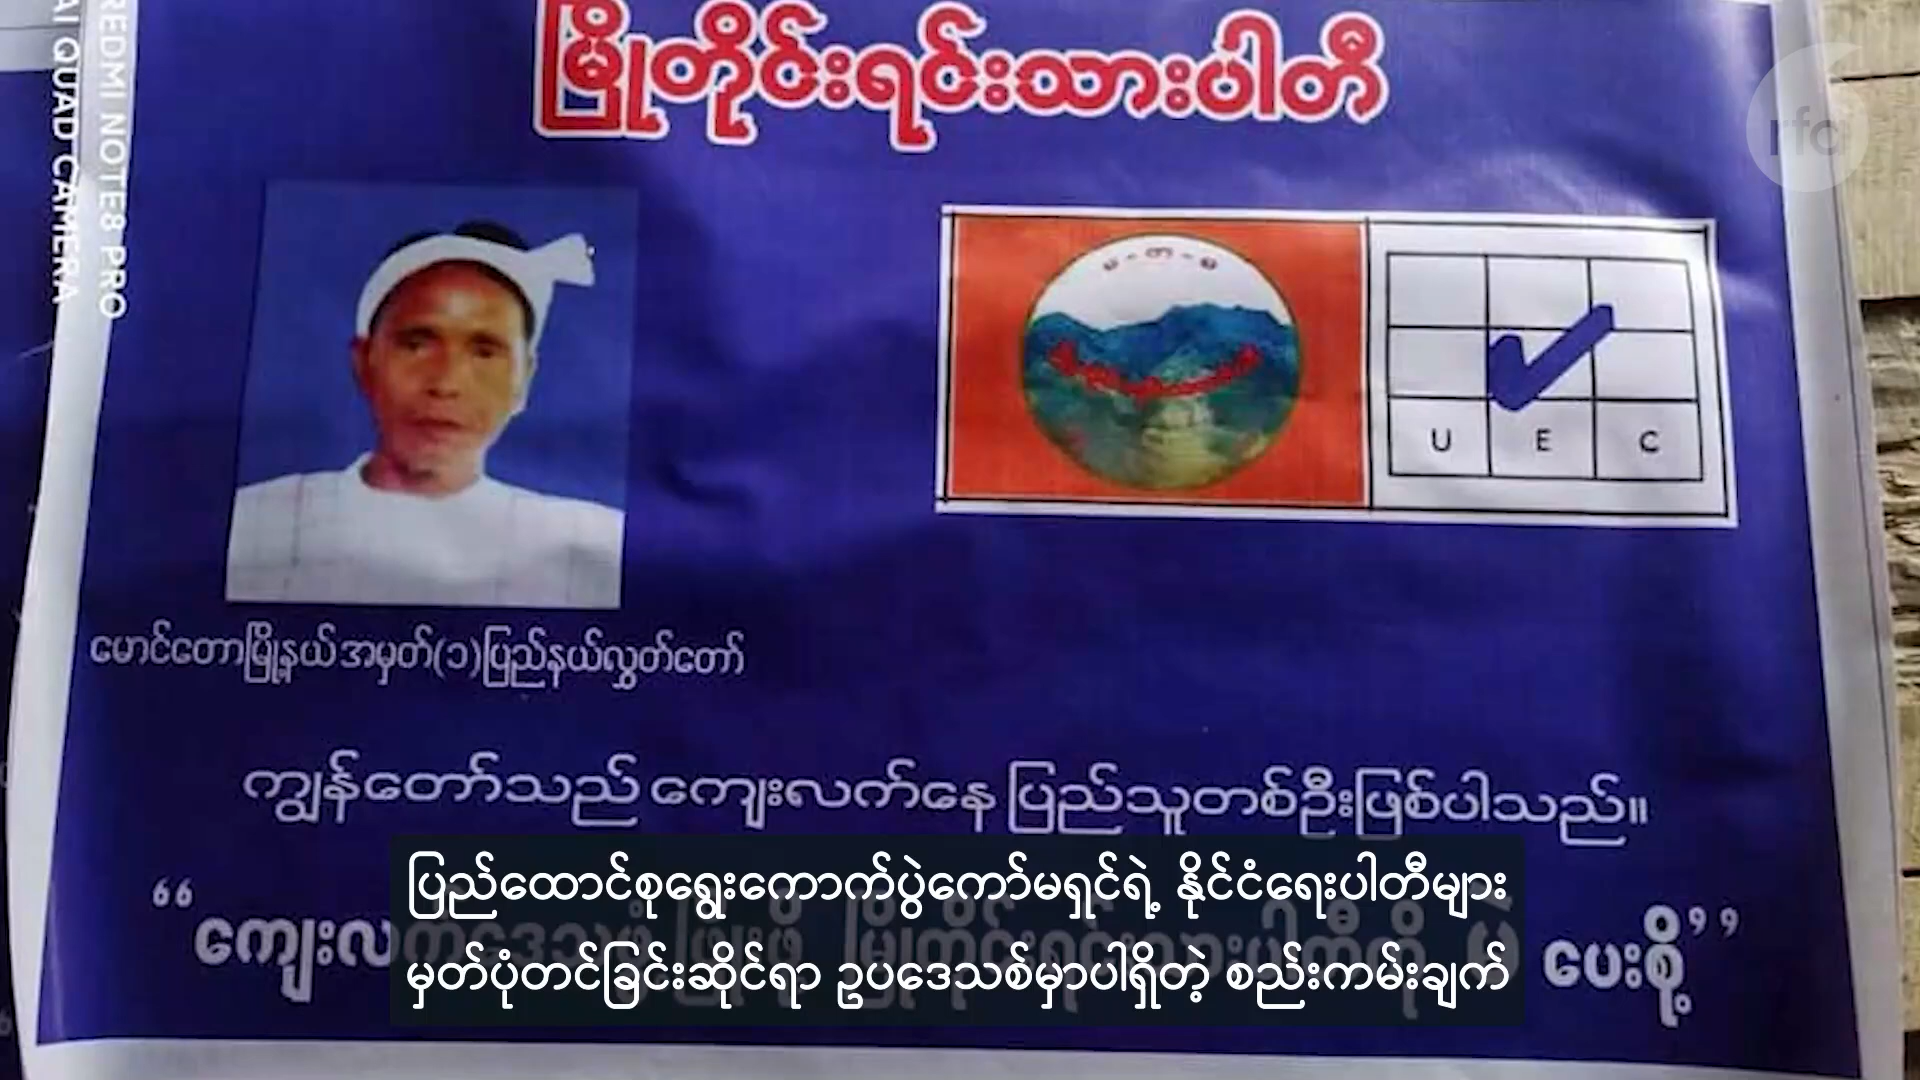 မြိုတိုင်းရင်းသားပါတီ
rfa
REDMI NOTE8 PRO
AI QUAD CAMERA
မ-တ-မ
U E C
မောင်တောမြို့နယ်အမှတ်(၁)ပြည်နယ်လွှတ်တော်
ကျွန်တော်သည် ကျေးလက်နေ ပြည်သူတစ်ဦးဖြစ်ပါသည်။
ပေးစို့"
ပြည်ထောင်စုရွေးကောက်ပွဲကော်မရှင်ရဲ့ နိုင်ငံရေးပါတီများ
မှတ်ပုံတင်ခြင်းဆိုင်ရာ ဥပဒေသစ်မှာပါရှိတဲ့ စည်းကမ်းချက်